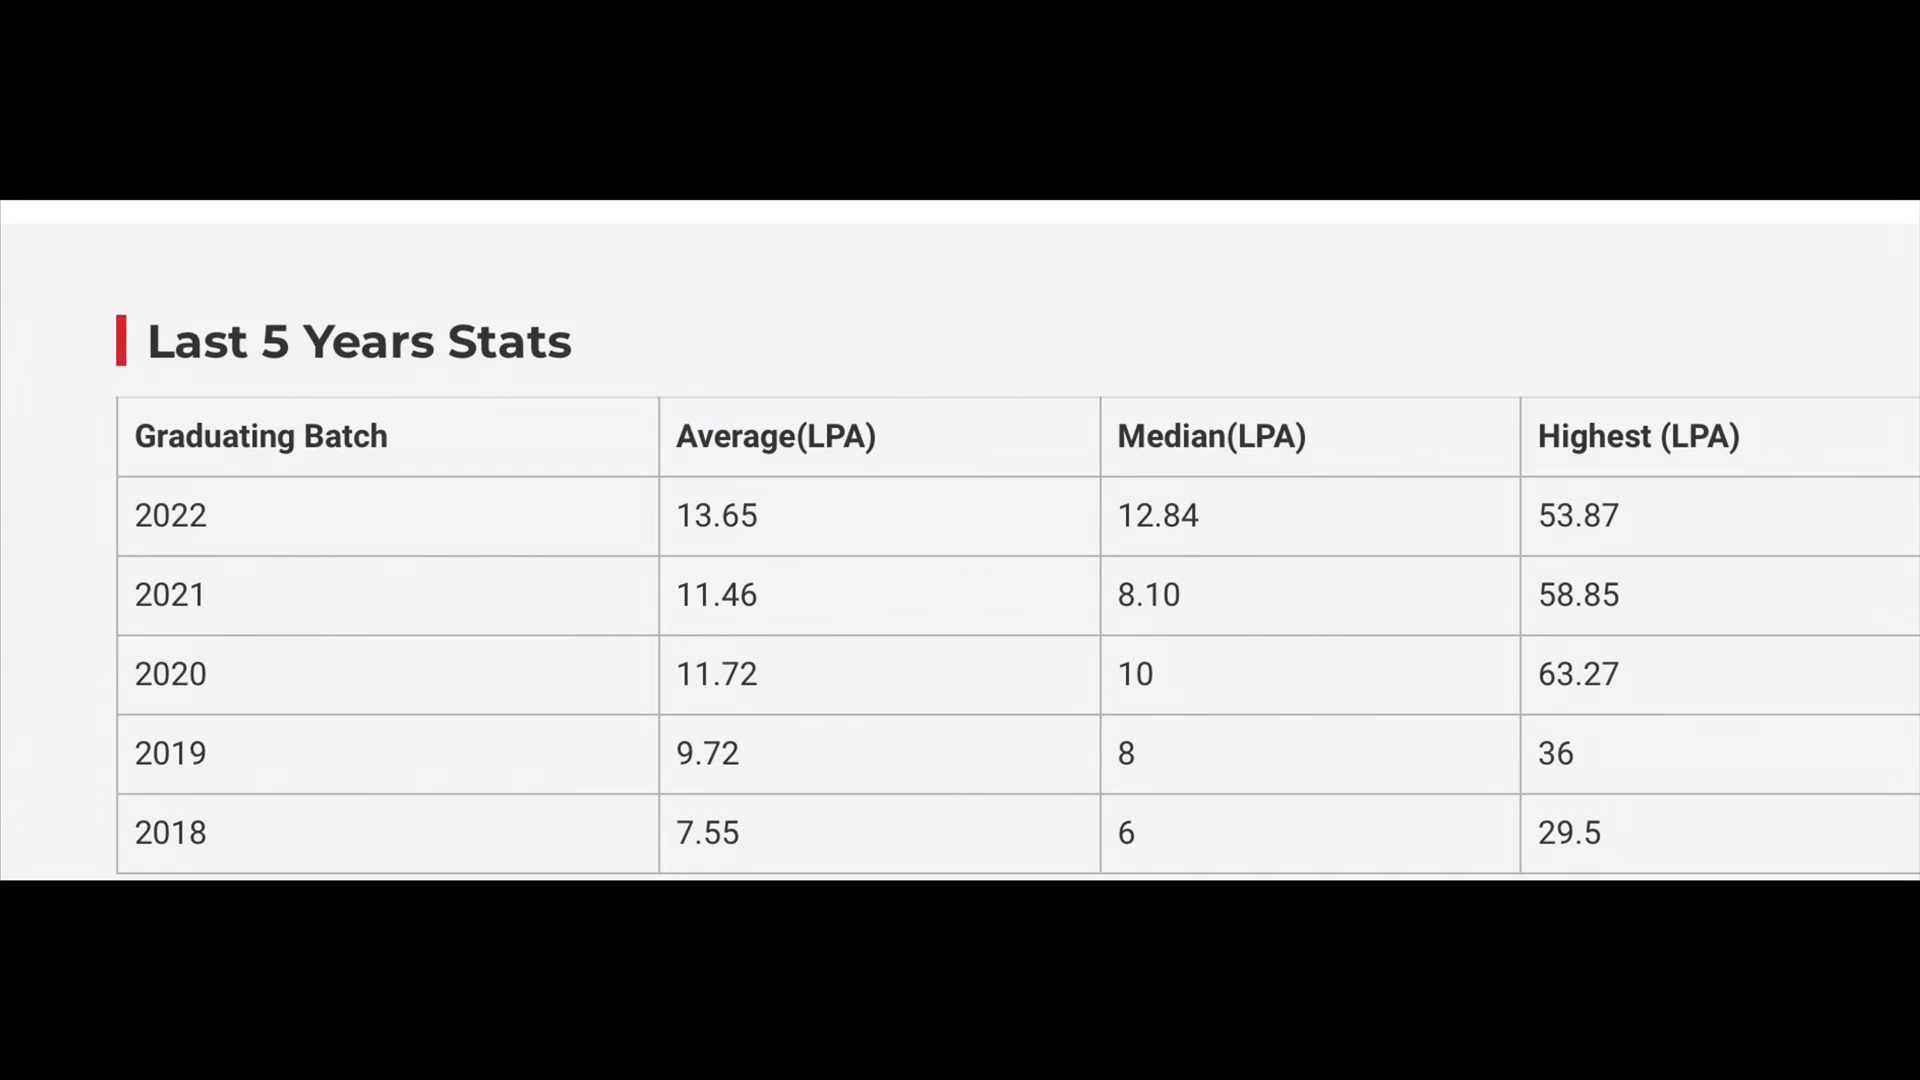 Last 5 Years Stats
Graduating Batch Average(LPA) Median(LPA) Highest (LPA)
2022 13.65 12.84 53.87
2021 11.46 8.10 58.85
2020 11.72 10 63.27
2019 9.72 8 36
2018 7.55 6 29.5